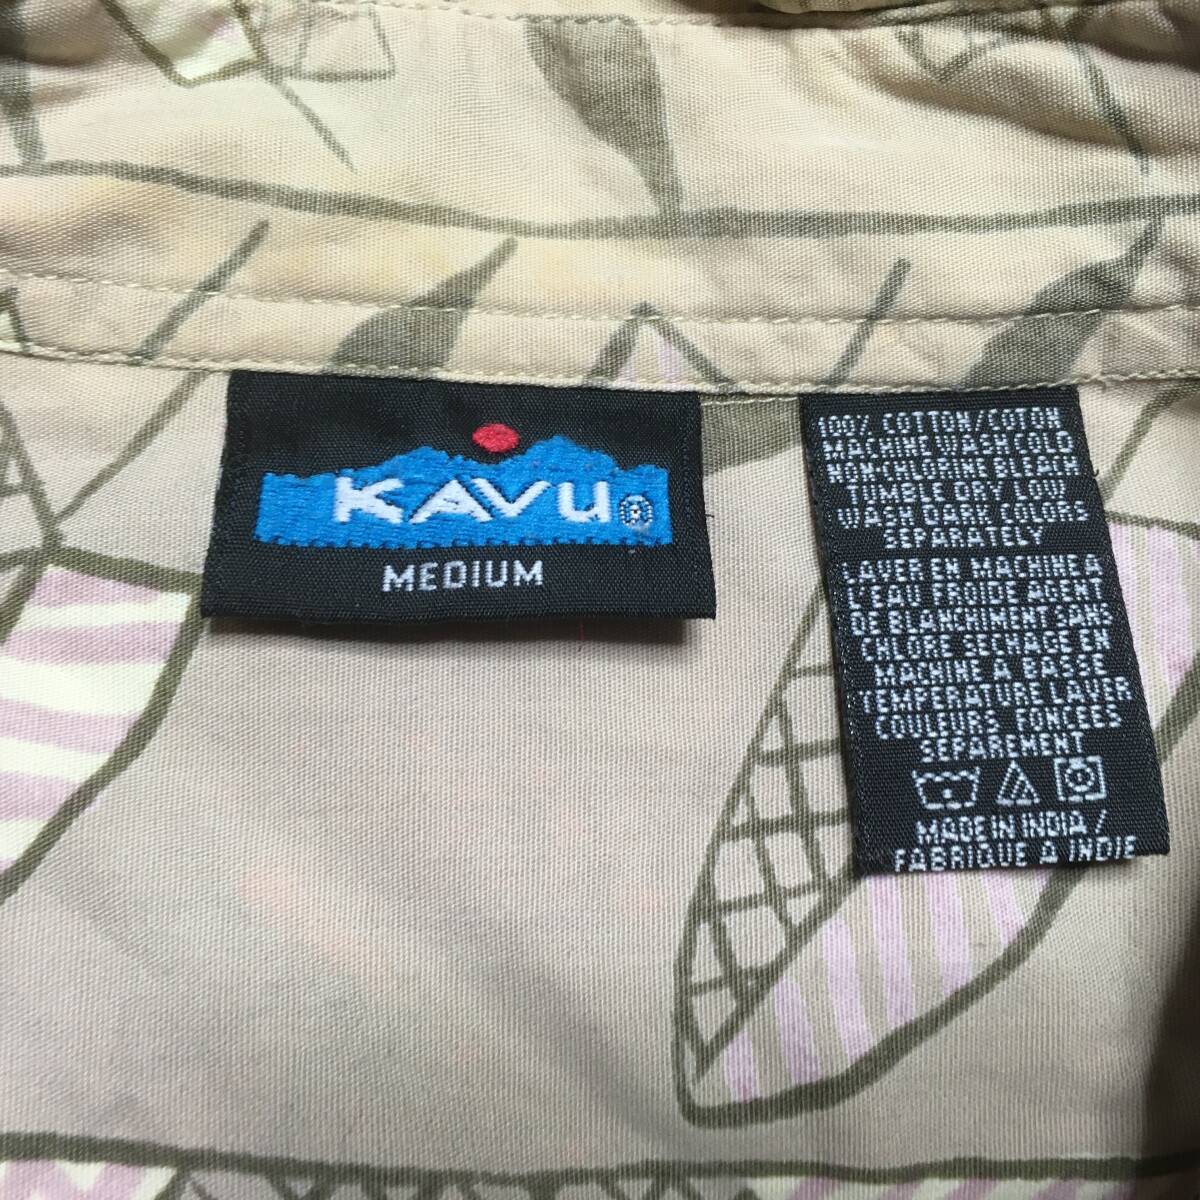 KAVU®
MEDIUM
100% COTTON/COTON
MACHINE WASH COLD
NON-CHLORINE BLEACH
TUMBLE DRY LOW
WASH DARK COLORS
SEPARATELY
LAVER EN MACHINE A
L'EAU FROIDE AGENT
DE BLANCHIMENT SANS
CHLORE SECHAGE EN
MACHINE A BASSE
TEMPERATURE LAVER
COULEURS FONCEES
SEPAREMENT
MADE IN INDIA/
FABRIQUE A INDIE